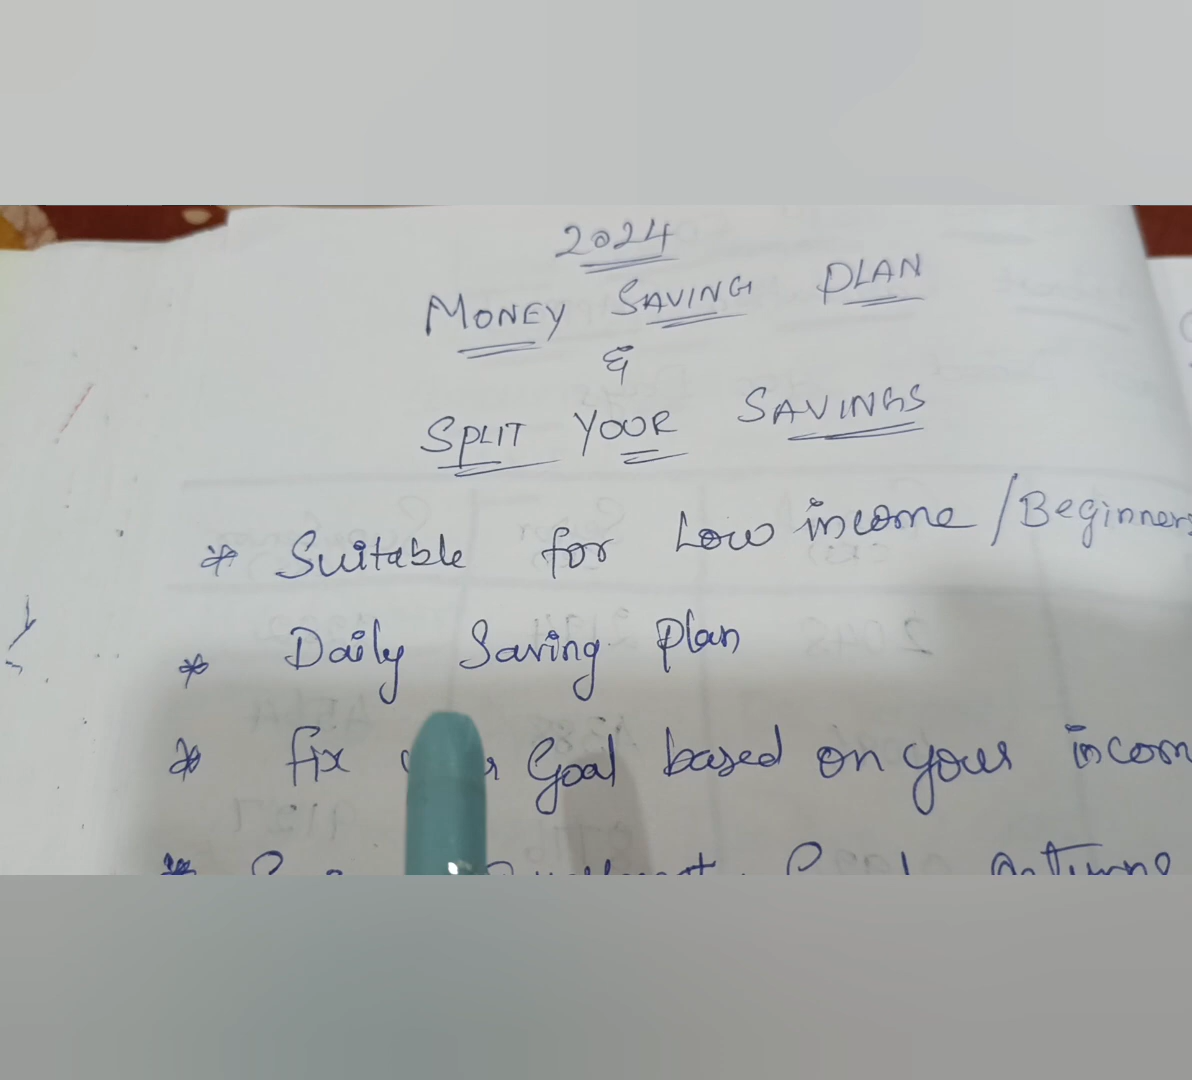 2024
MONEY SAVING PLAN
&
SPLIT YOUR SAVINGS
* Suitable for Low income / Beginners
* Daily Saving Plan
* fix Goal based on your incom
*